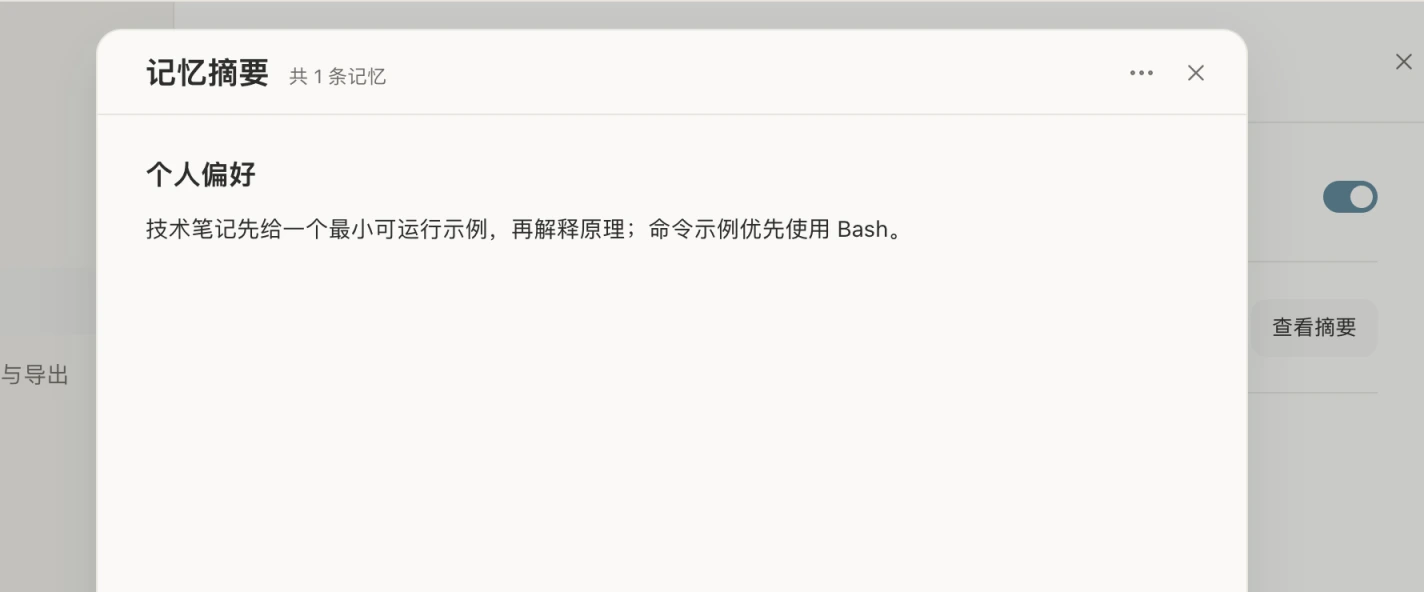 记忆摘要 共 1 条记忆
个人偏好
技术笔记先给一个最小可运行示例，再解释原理；命令示例优先使用 Bash。
查看摘要
与导出